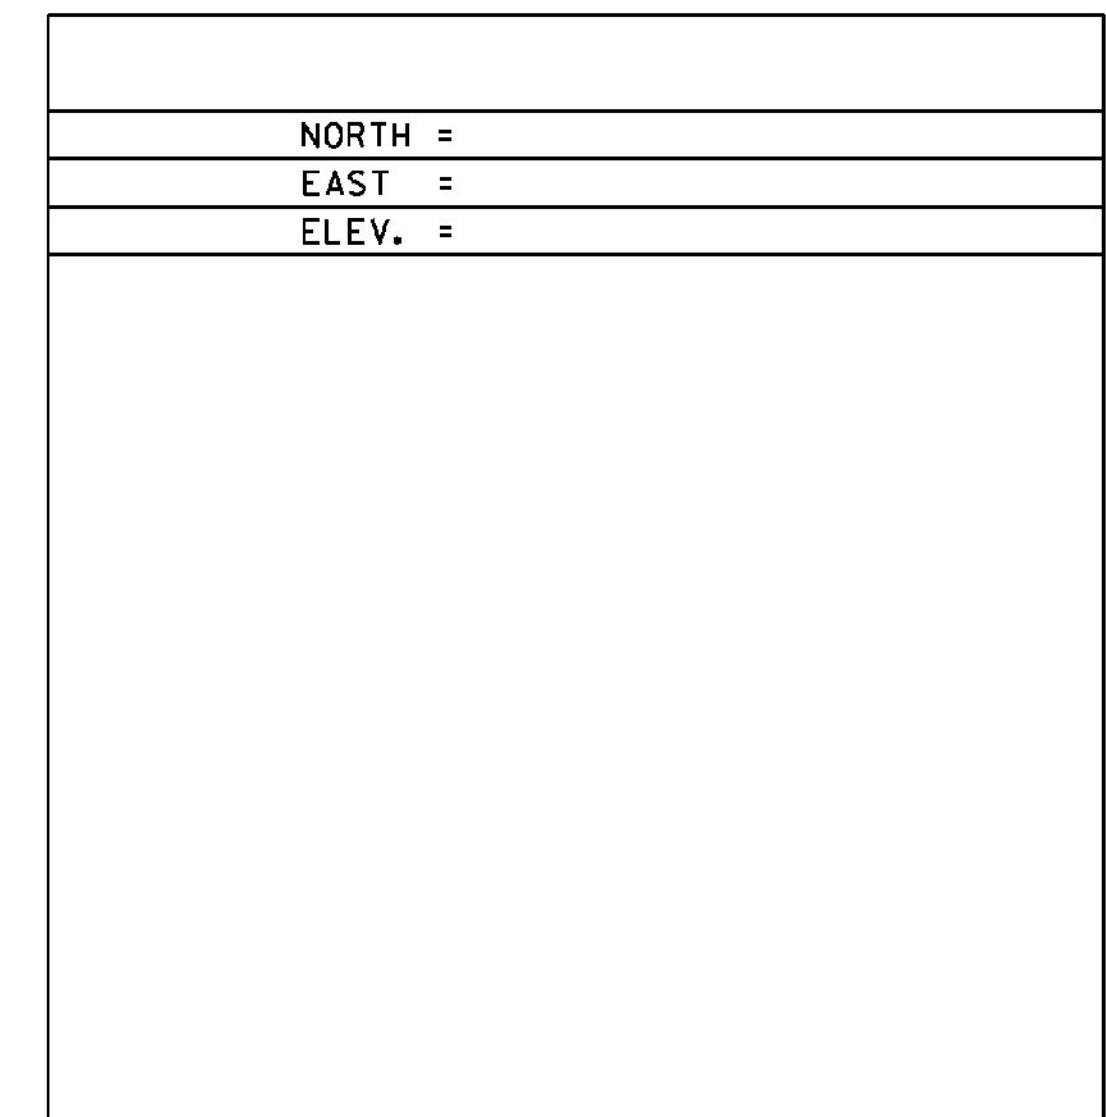 NORTH =
EAST =
ELEV. =